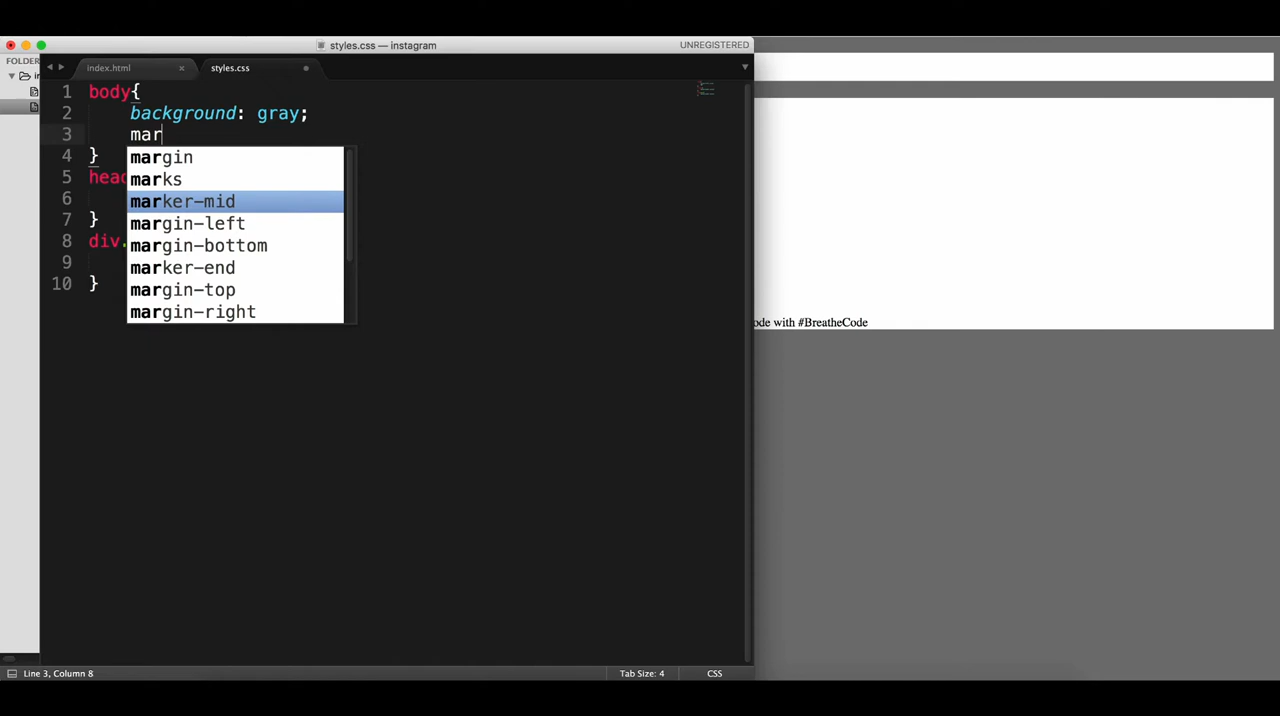 styles.css — instagram
UNREGISTERED
FOLDER
index.html
styles.css
1 body{
2 background: gray;
3 mar
4 }
5 head
6
7 }
8 div.
9
10 }
margin
marks
marker-mid
margin-left
margin-bottom
marker-end
margin-top
margin-right
ode with #BreatheCode
Line 3, Column 8
Tab Size: 4
CSS